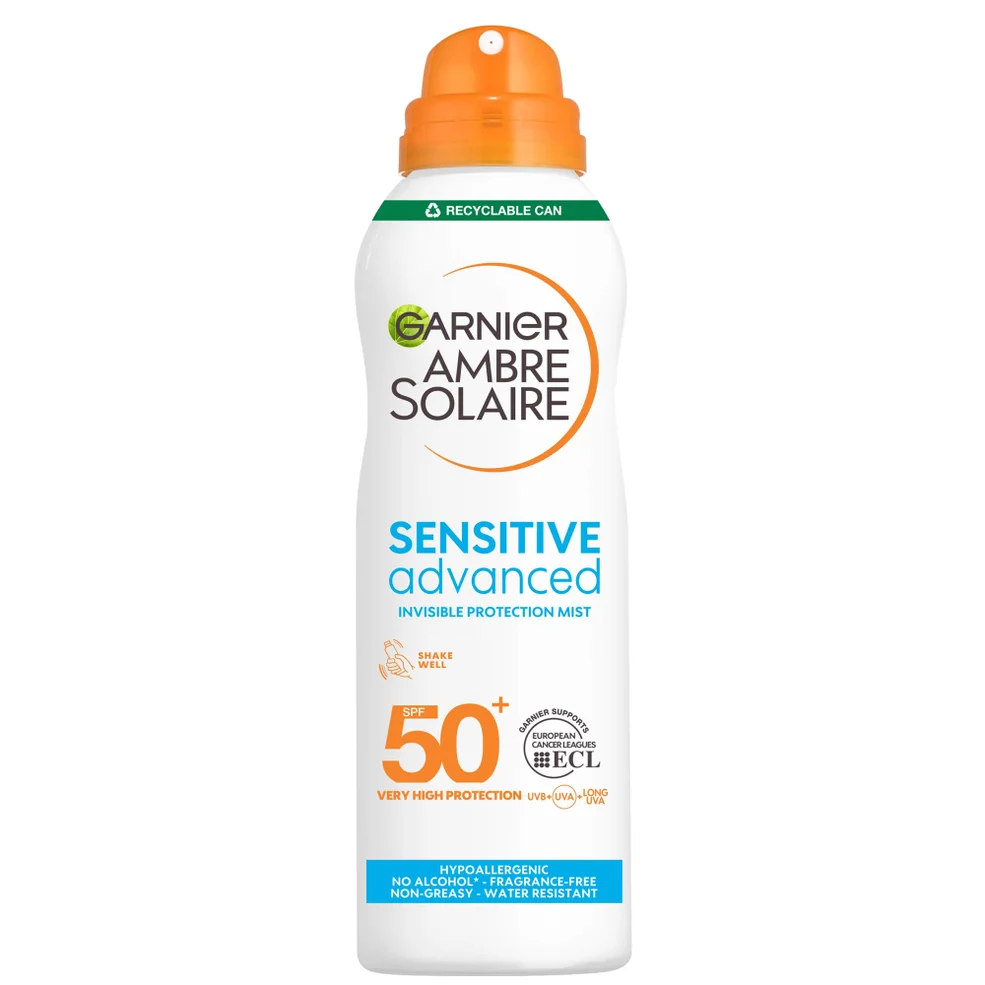 RECYCLABLE CAN
GARNIER
AMBRE
SOLAIRE
SENSITIVE
advanced
INVISIBLE PROTECTION MIST
SHAKE
WELL
SPF
50+
VERY HIGH PROTECTION
GARNIER SUPPORTS
EUROPEAN
CANCER LEAGUES
ECL
UVB+UVA+LONG
UVA
HYPOALLERGENIC
NO ALCOHOL* - FRAGRANCE-FREE
NON-GREASY - WATER RESISTANT